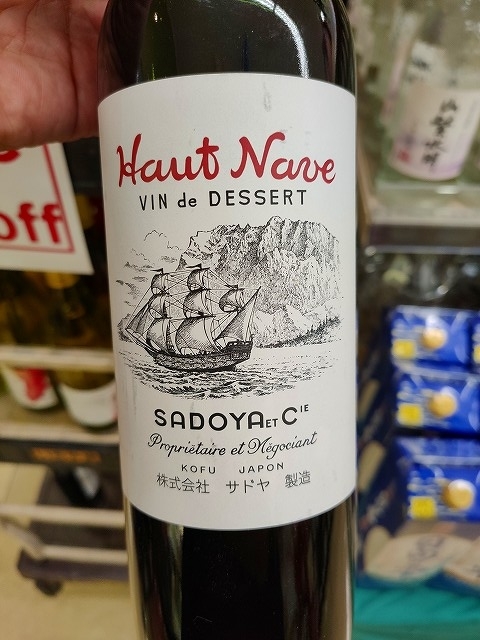 Haut Nave
VIN de DESSERT
SADOYA ET CIE
Propriétaire et Négociant
KOFU JAPON
株式会社 サドヤ 製造
off